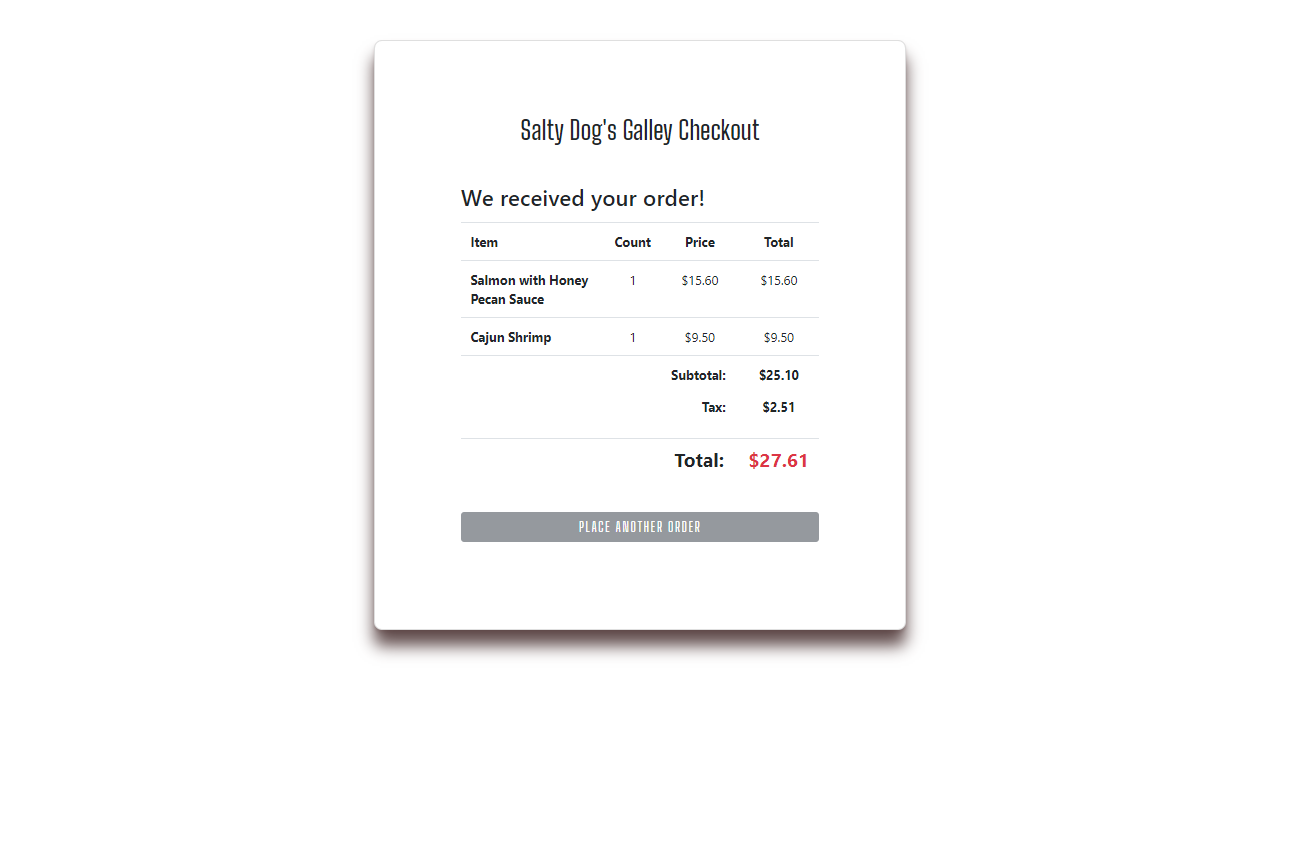 Salty Dog's Galley Checkout
We received your order!
Item Count Price Total
Salmon with Honey 1 $15.60 $15.60
Pecan Sauce
Cajun Shrimp 1 $9.50 $9.50
Subtotal: $25.10
Tax: $2.51
Total: $27.61
PLACE ANOTHER ORDER